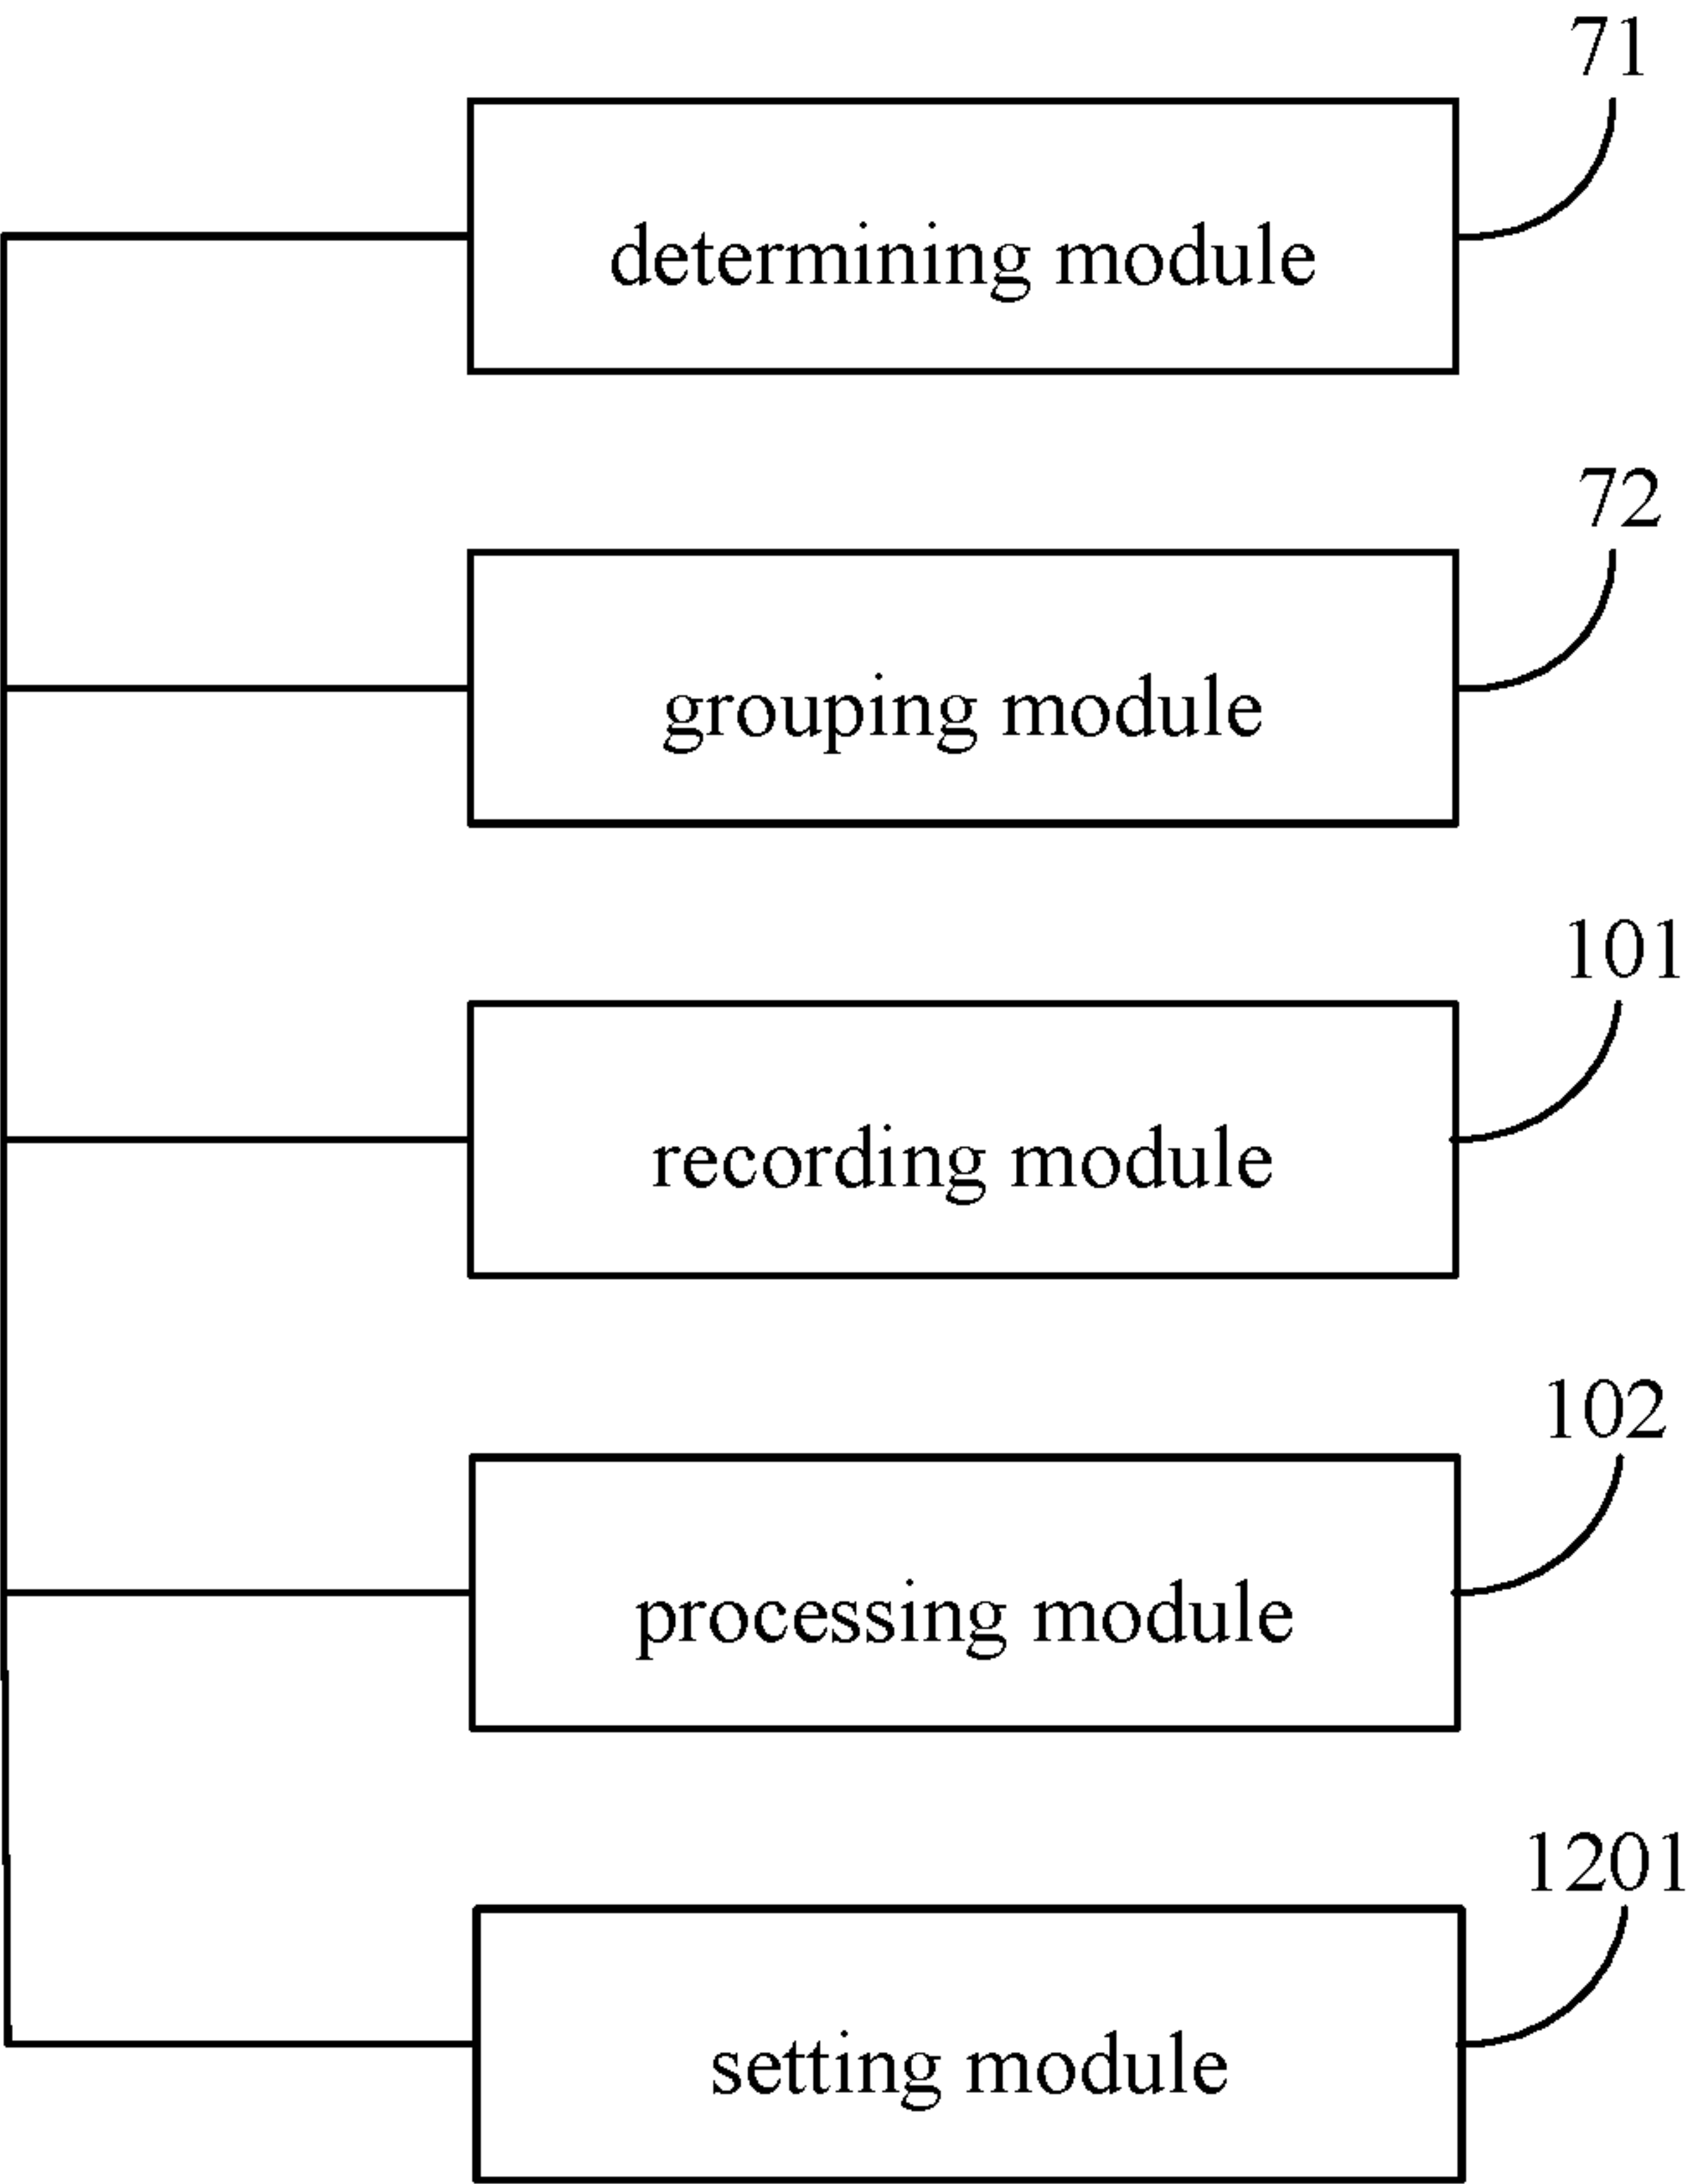 71
determining module
72
grouping module
101
recording module
102
processing module
1201
setting module